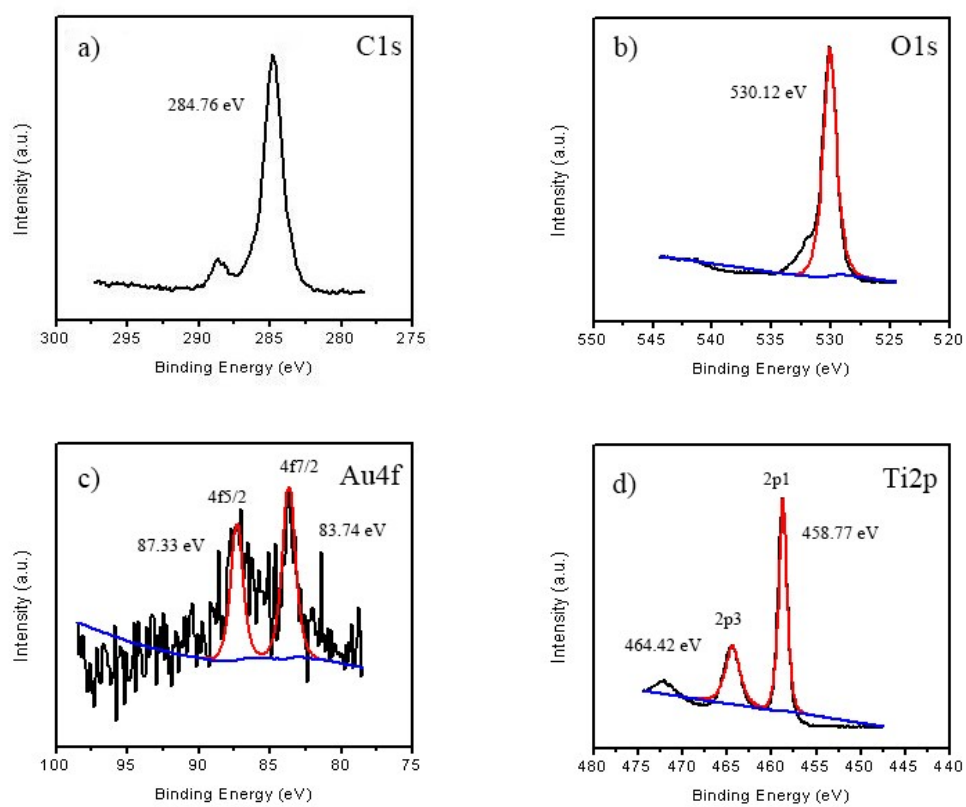 a)
C1s
284.76 eV
Intensity (a.u.)
300 295 290 285 280 275
Binding Energy (eV)
b)
O1s
530.12 eV
Intensity (a.u.)
550 545 540 535 530 525 520
Binding Energy (eV)
c)
4f7/2
Au4f
4f5/2
87.33 eV
83.74 eV
Intensity (a.u.)
100 95 90 85 80 75
Binding Energy (eV)
d)
2p1
Ti2p
458.77 eV
2p3
464.42 eV
Intensity (a.u.)
480 475 470 465 460 455 450 445 440
Binding Energy (eV)